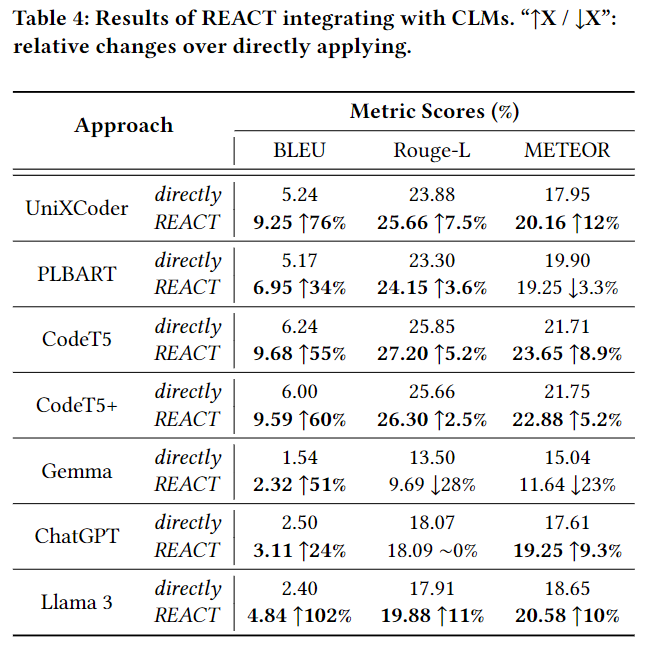 Table 4: Results of REACT integrating with CLMs. “↑X / ↓X”:
relative changes over directly applying.
Approach Metric Scores (%)
BLEU Rouge-L METEOR
UniXCoder directly 5.24 23.88 17.95
REACT 9.25 ↑76% 25.66 ↑7.5% 20.16 ↑12%
PLBART directly 5.17 23.30 19.90
REACT 6.95 ↑34% 24.15 ↑3.6% 19.25 ↓3.3%
CodeT5 directly 6.24 25.85 21.71
REACT 9.68 ↑55% 27.20 ↑5.2% 23.65 ↑8.9%
CodeT5+ directly 6.00 25.66 21.75
REACT 9.59 ↑60% 26.30 ↑2.5% 22.88 ↑5.2%
Gemma directly 1.54 13.50 15.04
REACT 2.32 ↑51% 9.69 ↓28% 11.64 ↓23%
ChatGPT directly 2.50 18.07 17.61
REACT 3.11 ↑24% 18.09 ~0% 19.25 ↑9.3%
Llama 3 directly 2.40 17.91 18.65
REACT 4.84 ↑102% 19.88 ↑11% 20.58 ↑10%